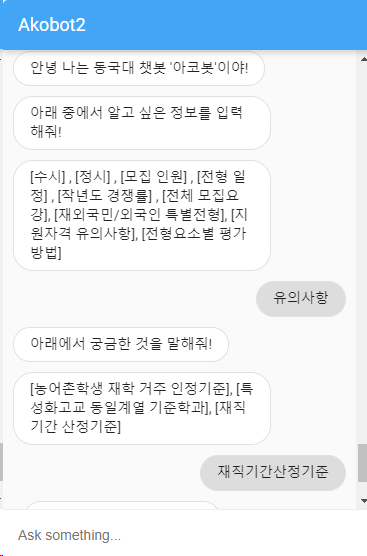 Akobot2
안녕 나는 동국대 챗봇 '아코봇'이야!
아래 중에서 알고 싶은 정보를 입력
해줘!
[수시] , [정시] , [모집 인원] , [전형 일
정] , [작년도 경쟁률] , [전체 모집요
강], [재외국민/외국인 특별전형], [지
원자격 유의사항], [전형요소별 평가
방법]
유의사항
아래에서 궁금한 것을 말해줘!
[농어촌학생 재학 거주 인정기준], [특
성화고교 동일계열 기준학과], [재직
기간 산정기준]
재직기간산정기준
Ask something...